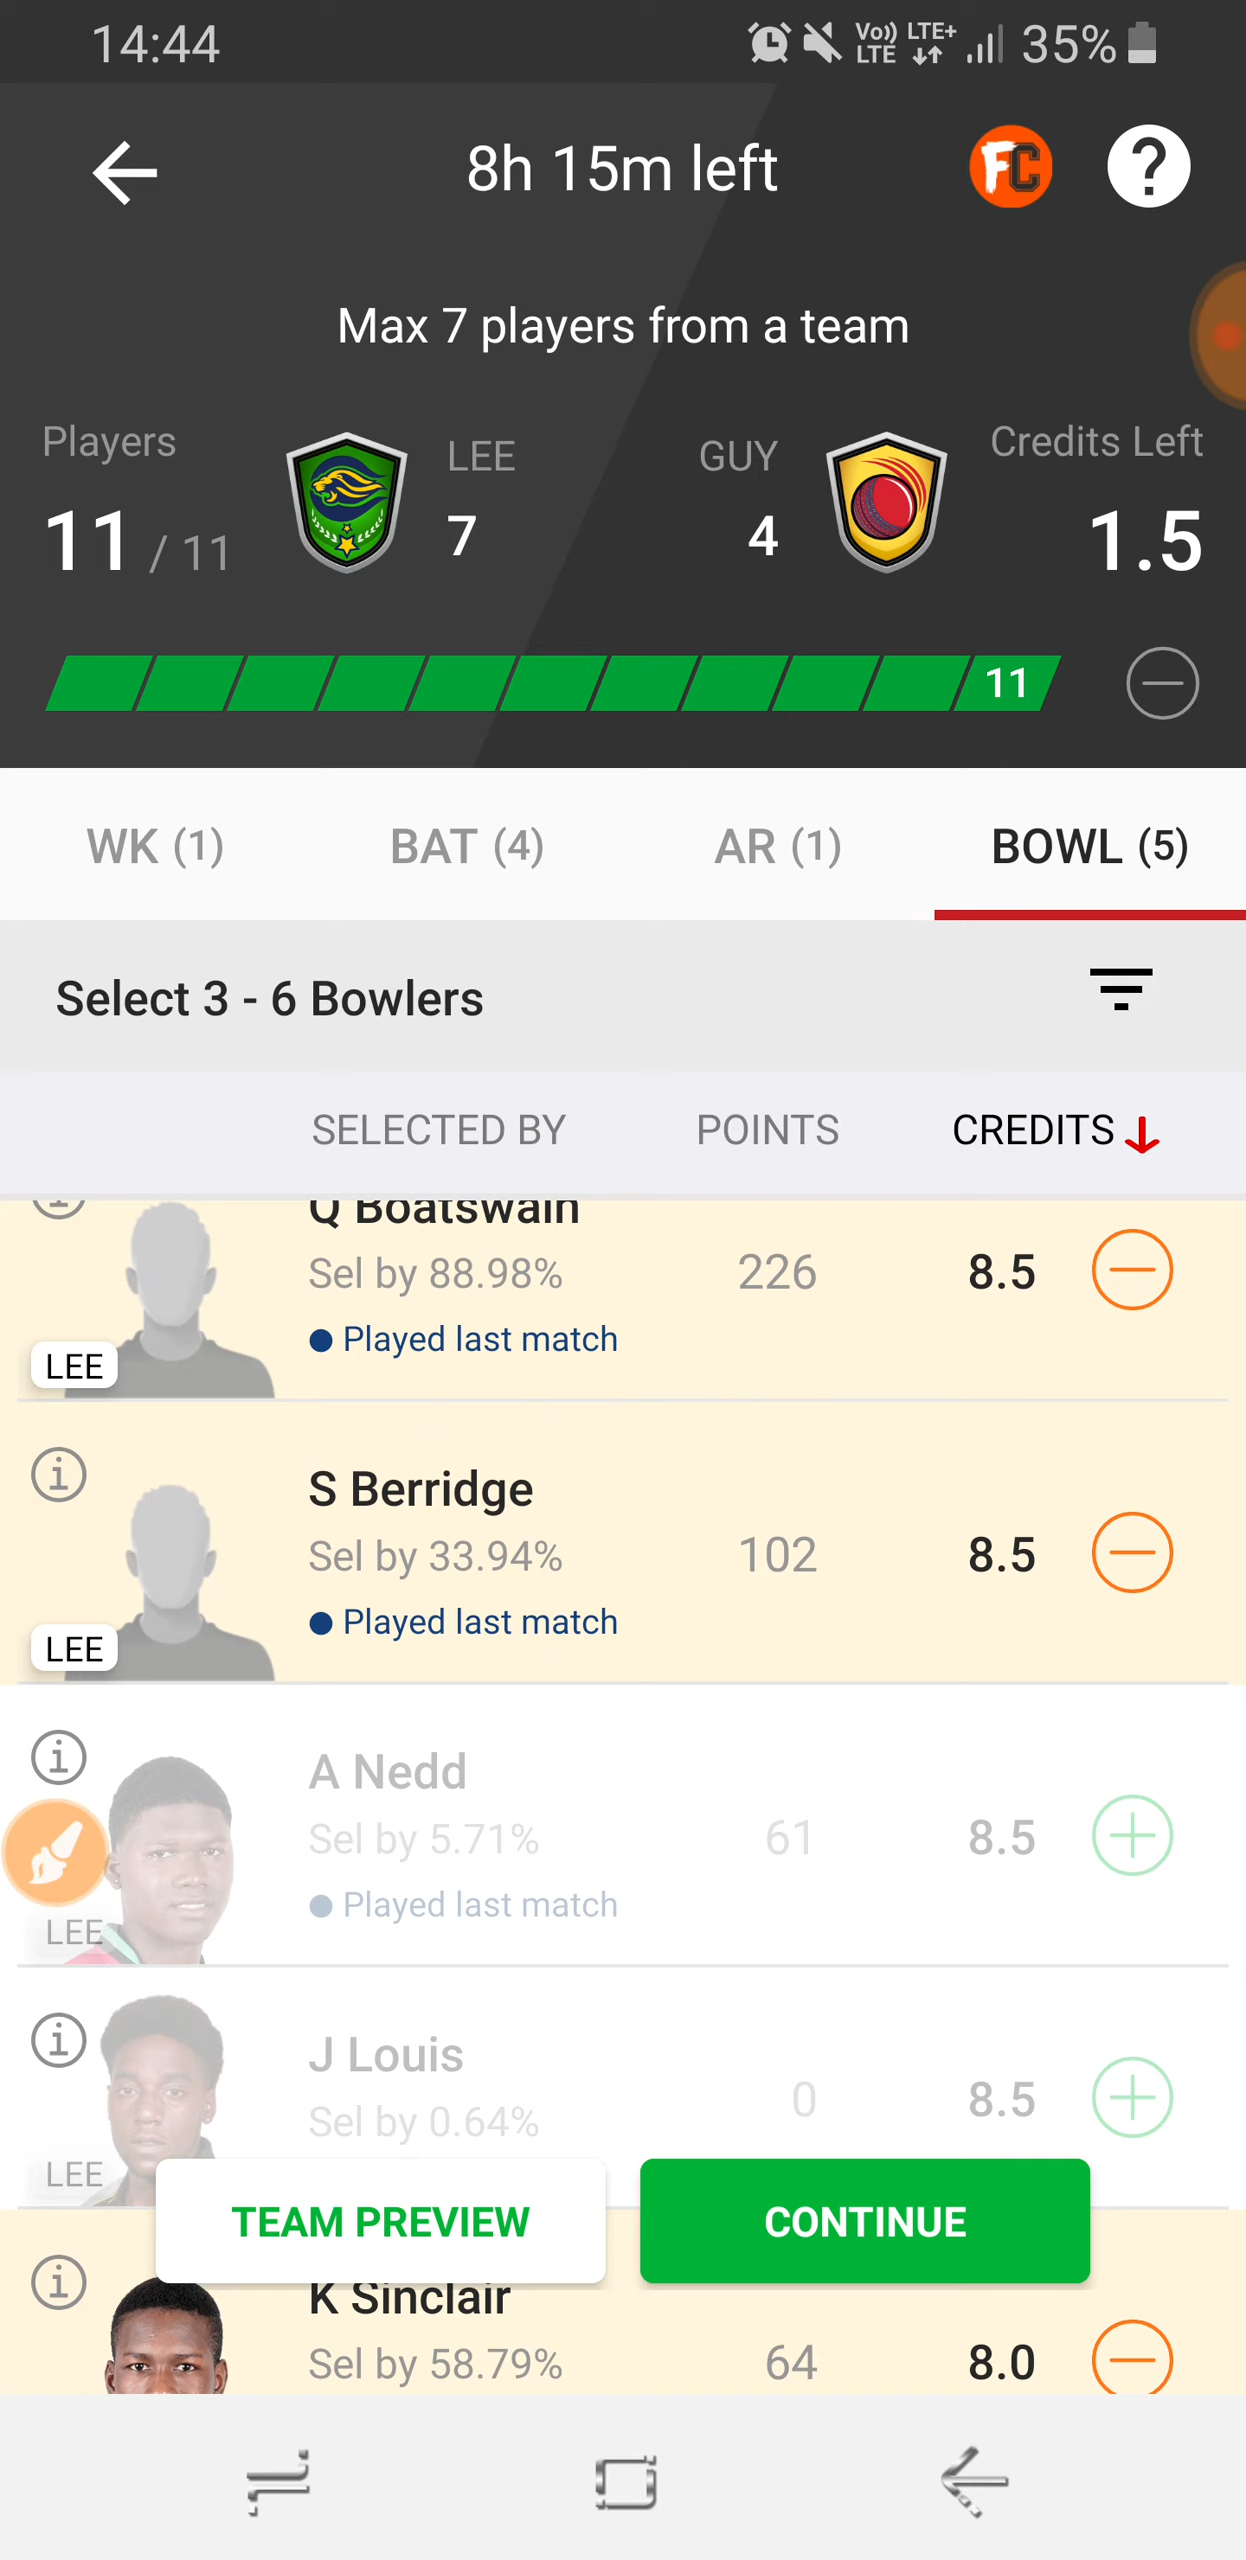 14:44
Vo)) LTE LTE+ 35%
8h 15m left
FC
?
Max 7 players from a team
Players
LEE
GUY
Credits Left
11 / 11
7
4
1.5
11
WK (1)
BAT (4)
AR (1)
BOWL (5)
Select 3 - 6 Bowlers
SELECTED BY
POINTS
CREDITS
Q Boatswain
Sel by 88.98%
226
8.5
Played last match
LEE
i
S Berridge
Sel by 33.94%
102
8.5
Played last match
LEE
i
A Nedd
Sel by 5.71%
61
8.5
Played last match
LEE
i
J Louis
Sel by 0.64%
0
8.5
LEE
TEAM PREVIEW
CONTINUE
i
K Sinclair
Sel by 58.79%
64
8.0